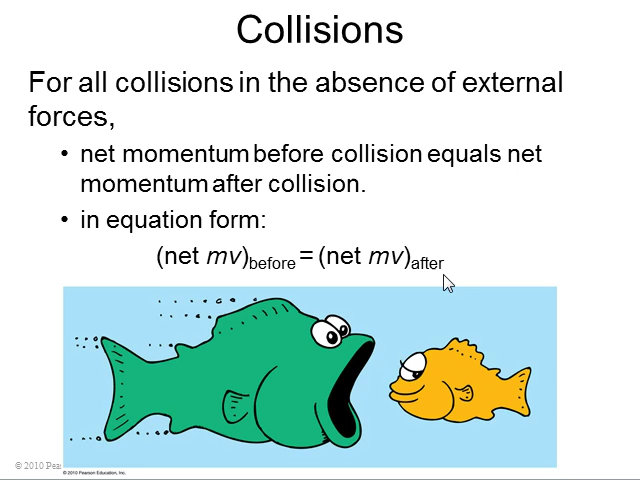 Collisions
For all collisions in the absence of external
forces,
• net momentum before collision equals net
momentum after collision.
• in equation form:
(net mv)before = (net mv)after
© 2010 Pea
© 2010 Pearson Education, Inc.